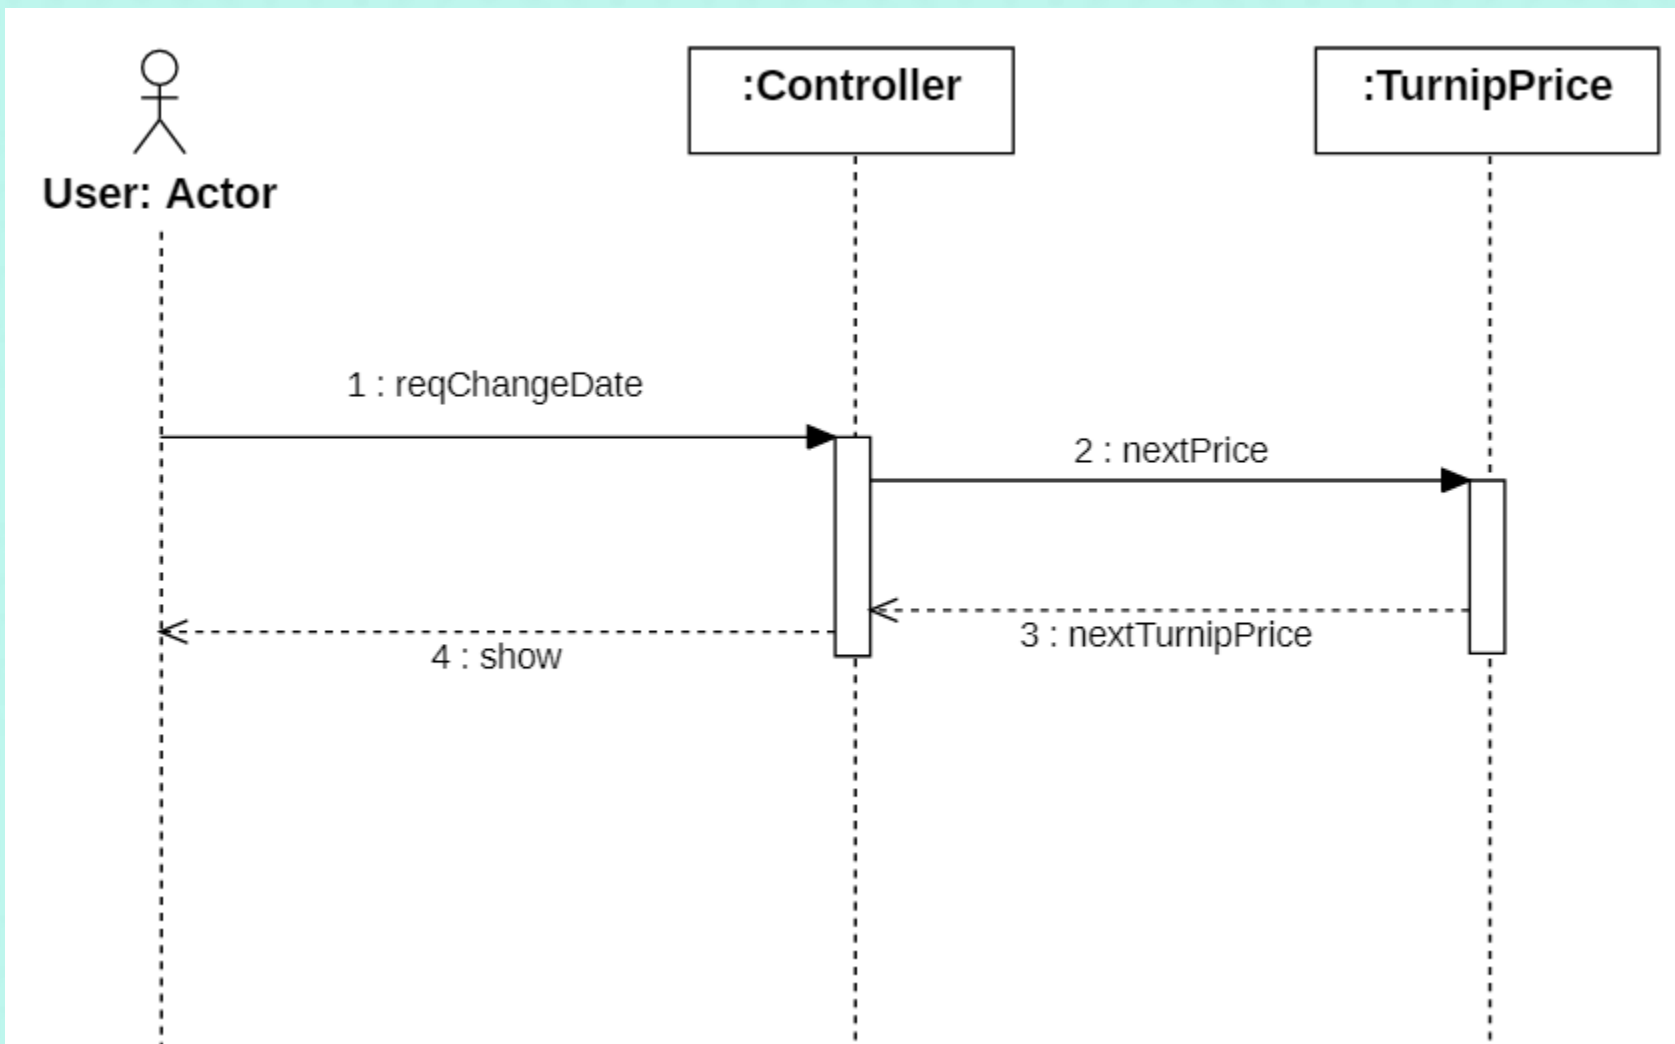 :Controller
:TurnipPrice
User: Actor
1 : reqChangeDate
2 : nextPrice
3 : nextTurnipPrice
4 : show